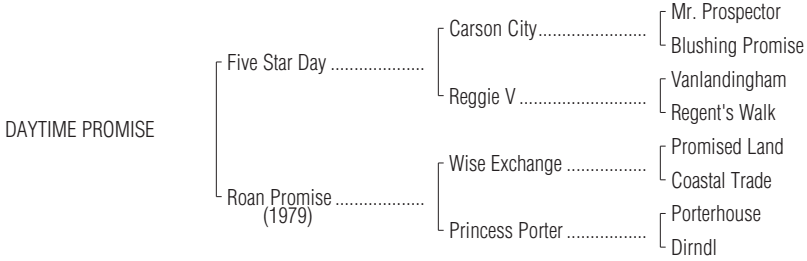 Mr. Prospector
Carson City.......................
Blushing Promise
Five Star Day ....................
Vanlandingham
Reggie V ...........................
Regent's Walk
DAYTIME PROMISE
Promised Land
Wise Exchange .................
Coastal Trade
Roan Promise ...................
(1979)
Porterhouse
Princess Porter .................
Dirndl